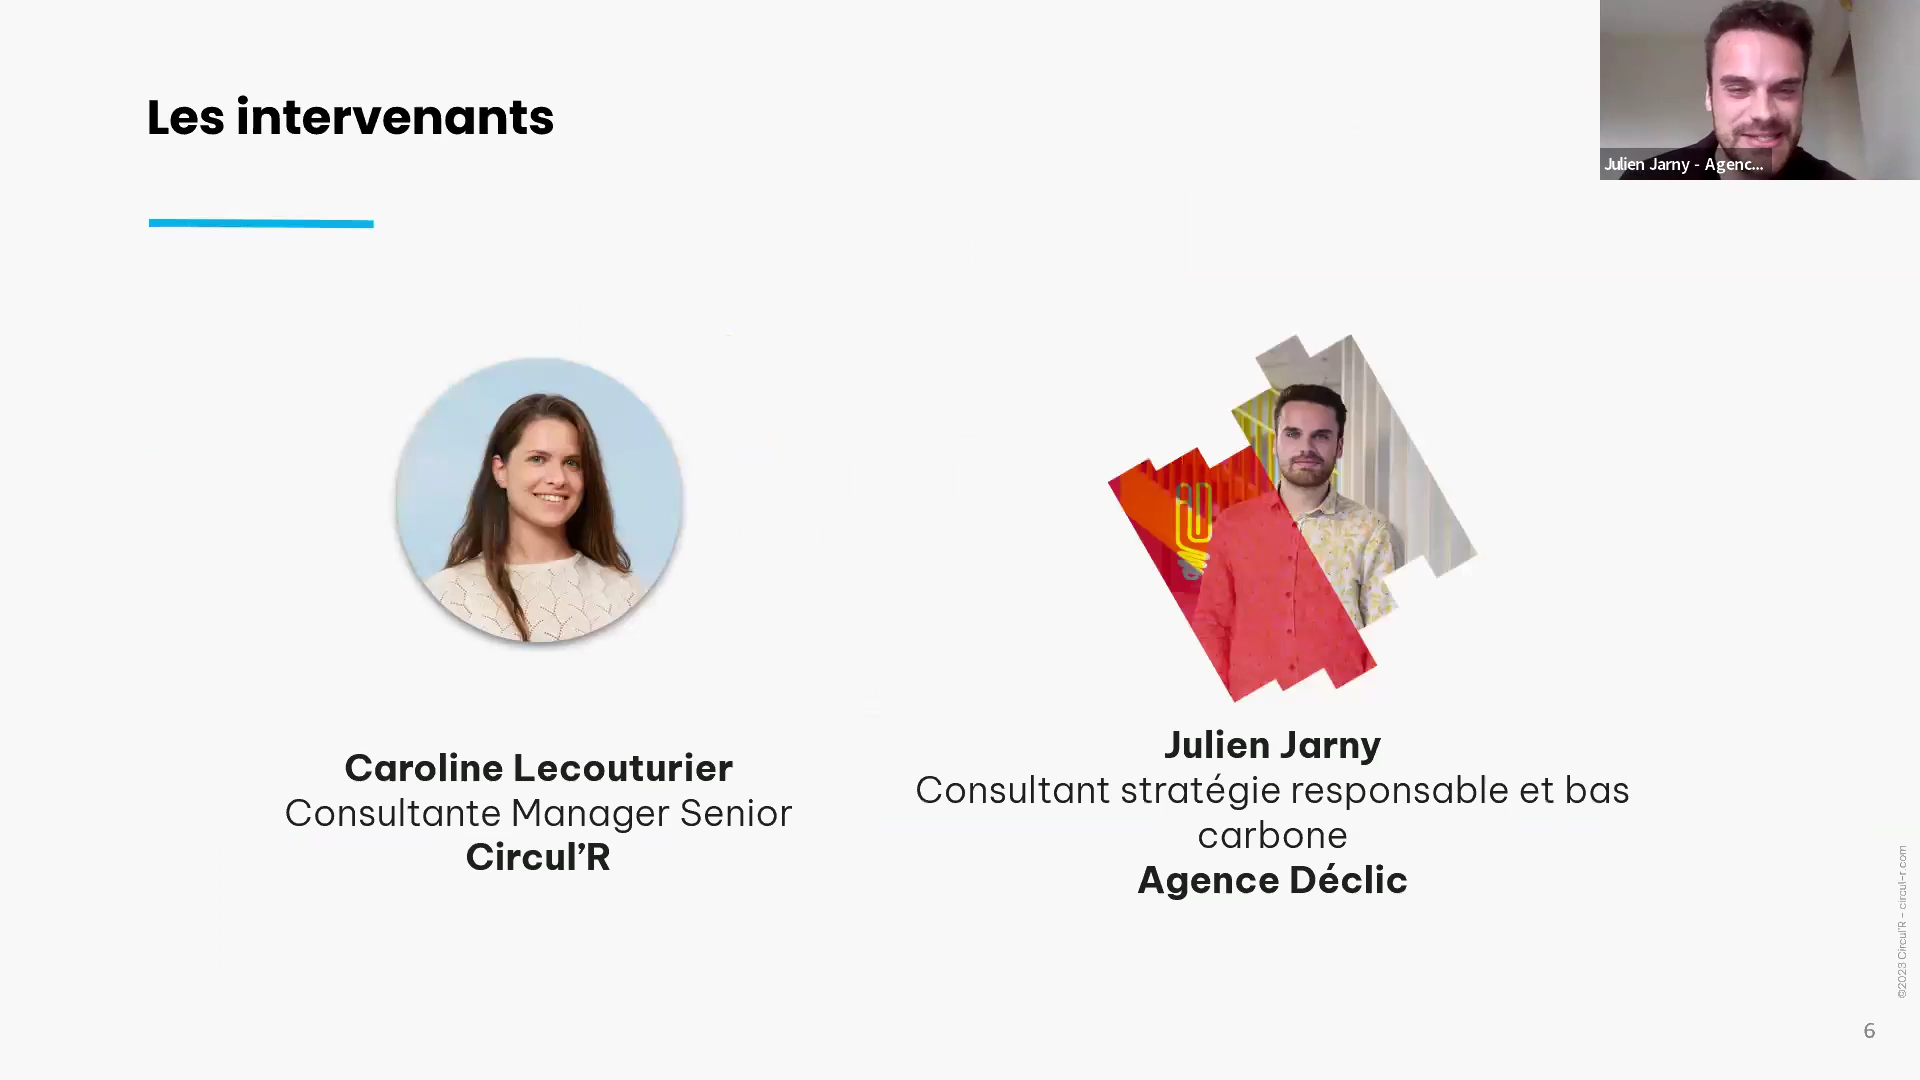 Les intervenants
Julien Jarny - Agenc...
Caroline Lecouturier
Consultante Manager Senior
Circul’R
Julien Jarny
Consultant stratégie responsable et bas
carbone
Agence Déclic
©2023 Circul’R – circul-r.com
6